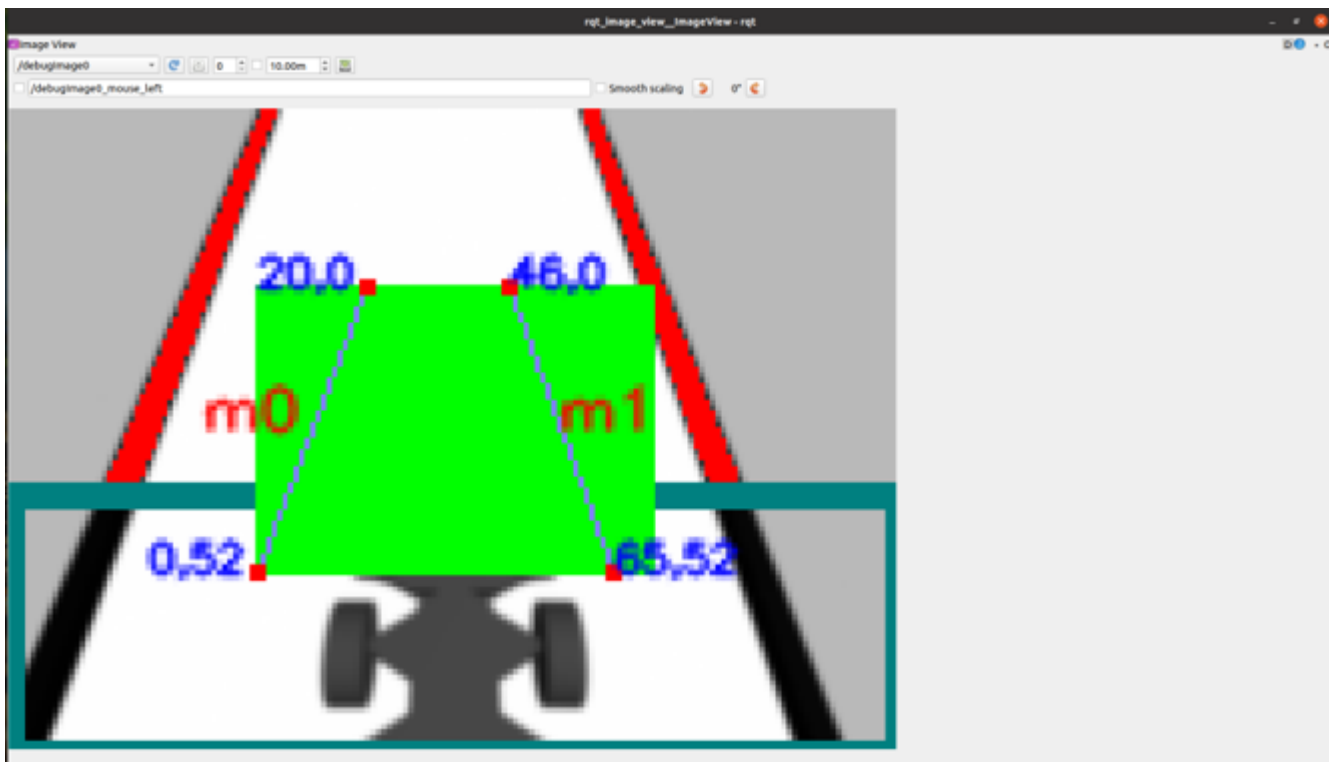 rqt_image_view__ImageView - rqt
Image View
/debugImage0 0 10.00m
/debugImage0_mouse_left Smooth scaling 0°
20,0 46,0
m0 m1
0,52 65,52